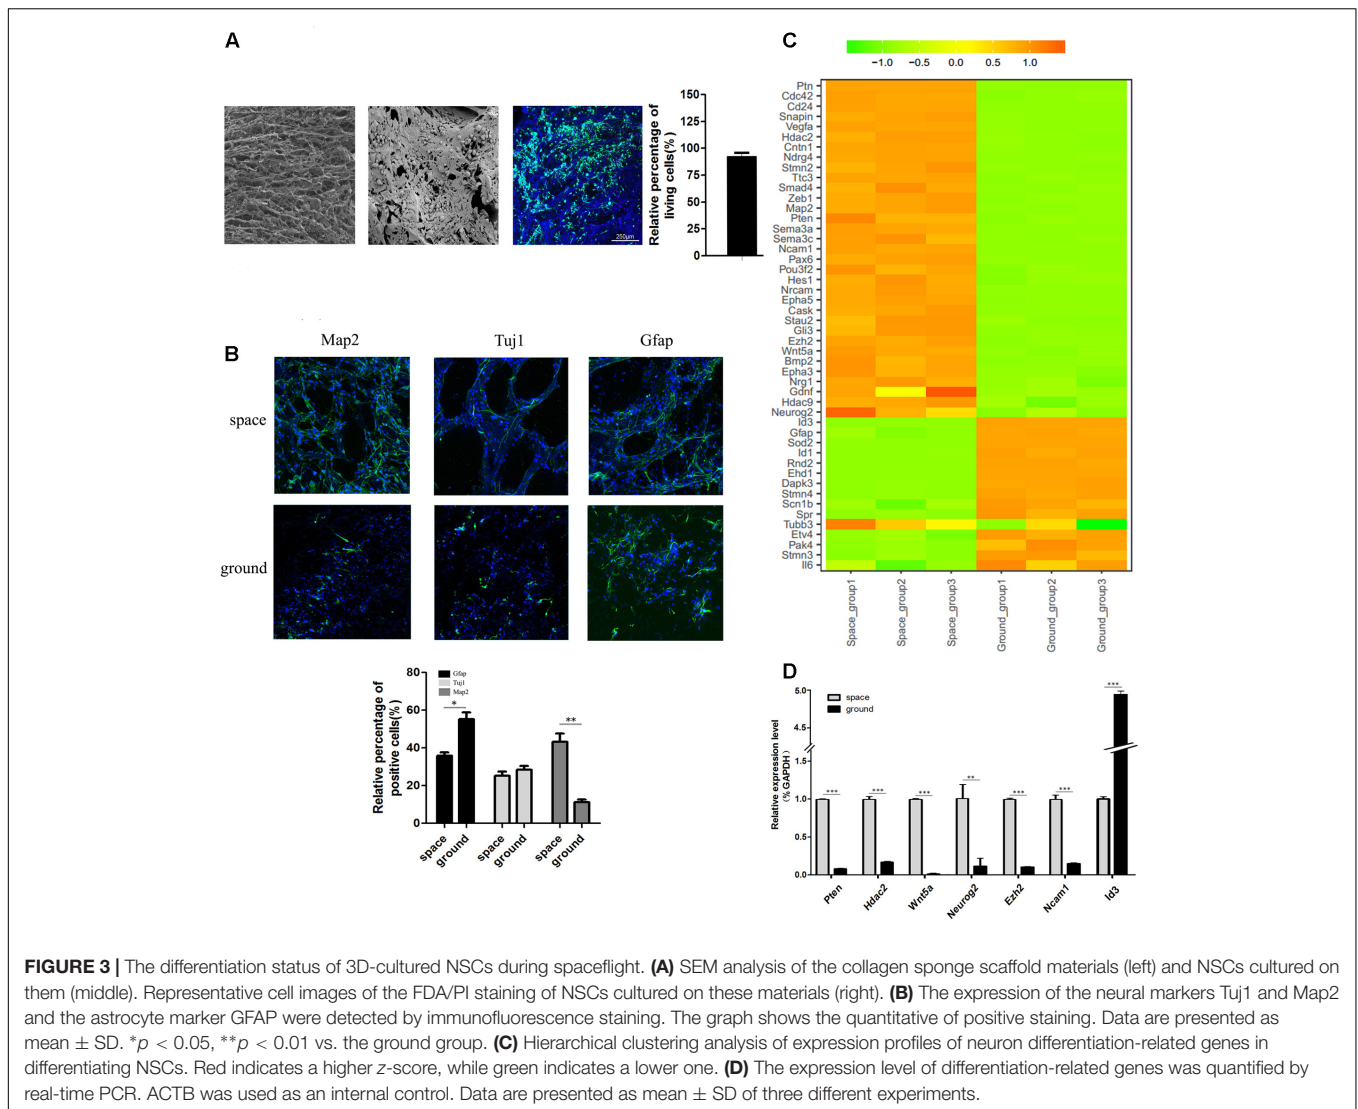 A
150
125
100
75
50
25
0
Relative percentage of
living cells(%)
250μm
B
Map2
Tuj1
Gfap
space
ground
80
60
40
20
0
Relative percentage of
positive cells(%)
Gfap
Tuj1
Map2
*
**
space
ground
space
ground
space
ground
C
−1.0 −0.5 0.0 0.5 1.0
Ptn
Cdc42
Cd24
Snapin
Vegfa
Hdac2
Cntn1
Ndrg4
Stmn2
Ttc3
Smad4
Zeb1
Map2
Pten
Sema3a
Sema3c
Ncam1
Pax6
Pou3f2
Hes1
Nrcam
Epha5
Cask
Stau2
Gli3
Ezh2
Wnt5a
Bmp2
Epha3
Nrg1
Gdnf
Hdac9
Neurog2
Id3
Gfap
Sod2
Id1
Rnd2
Ehd1
Dapk3
Stmn4
Scn1b
Spr
Tubb3
Etv4
Pak4
Stmn3
Il6
Space_group1
Space_group2
Space_group3
Ground_group1
Ground_group2
Ground_group3
D
5.0
4.5
1.5
1.0
0.5
0.0
Relative expression level
(% GAPDH)
space
ground
***
***
***
**
***
***
***
Pten
Hdac2
Wnt5a
Neurog2
Ezh2
Ncam1
Id3
FIGURE 3 | The differentiation status of 3D-cultured NSCs during spaceflight. (A) SEM analysis of the collagen sponge scaffold materials (left) and NSCs cultured on
them (middle). Representative cell images of the FDA/PI staining of NSCs cultured on these materials (right). (B) The expression of the neural markers Tuj1 and Map2
and the astrocyte marker GFAP were detected by immunofluorescence staining. The graph shows the quantitative of positive staining. Data are presented as
mean ± SD. *p < 0.05, **p < 0.01 vs. the ground group. (C) Hierarchical clustering analysis of expression profiles of neuron differentiation-related genes in
differentiating NSCs. Red indicates a higher z-score, while green indicates a lower one. (D) The expression level of differentiation-related genes was quantified by
real-time PCR. ACTB was used as an internal control. Data are presented as mean ± SD of three different experiments.